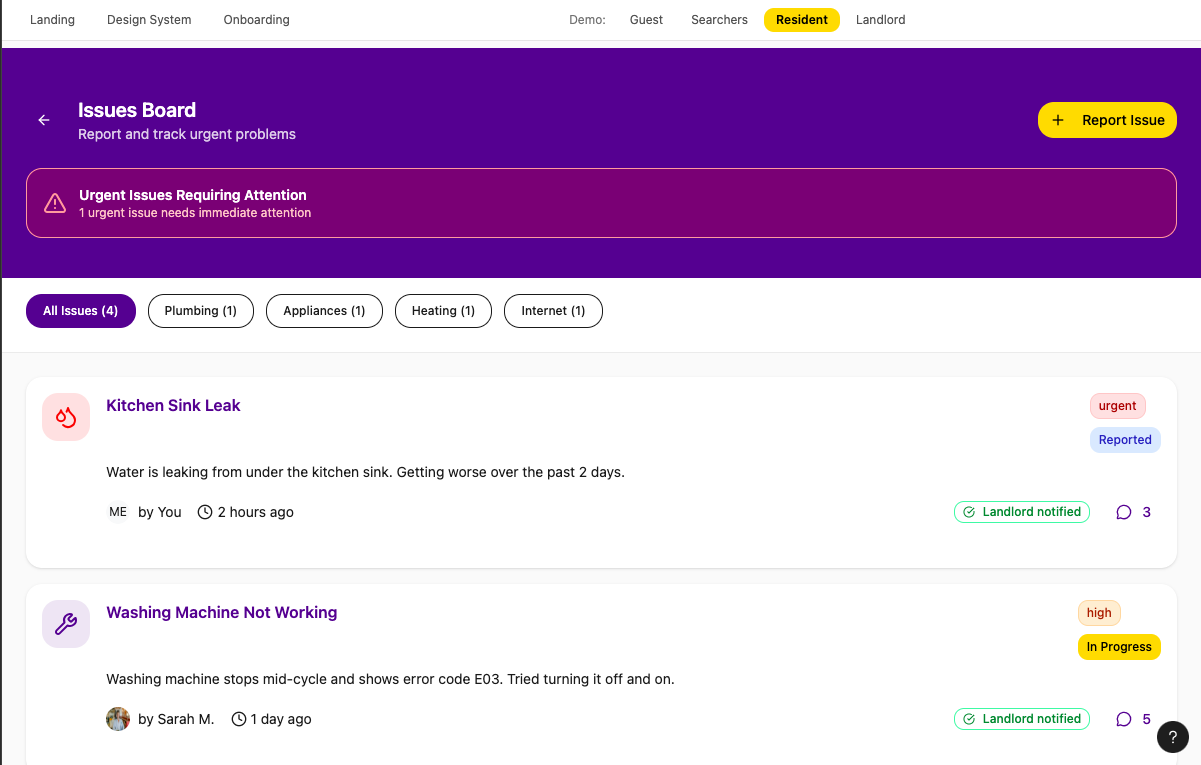 Landing Design System Onboarding Demo: Guest Searchers Resident Landlord
Issues Board
Report and track urgent problems
+ Report Issue
Urgent Issues Requiring Attention
1 urgent issue needs immediate attention
All Issues (4) Plumbing (1) Appliances (1) Heating (1) Internet (1)
Kitchen Sink Leak
urgent
Reported
Water is leaking from under the kitchen sink. Getting worse over the past 2 days.
ME by You 2 hours ago Landlord notified 3
Washing Machine Not Working
high
In Progress
Washing machine stops mid-cycle and shows error code E03. Tried turning it off and on.
by Sarah M. 1 day ago Landlord notified 5
?